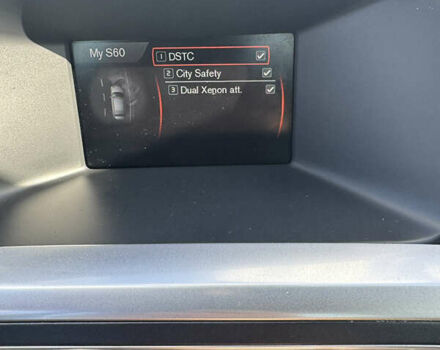 My S60
1 DSTC
2 City Safety
3 Dual Xenon att.